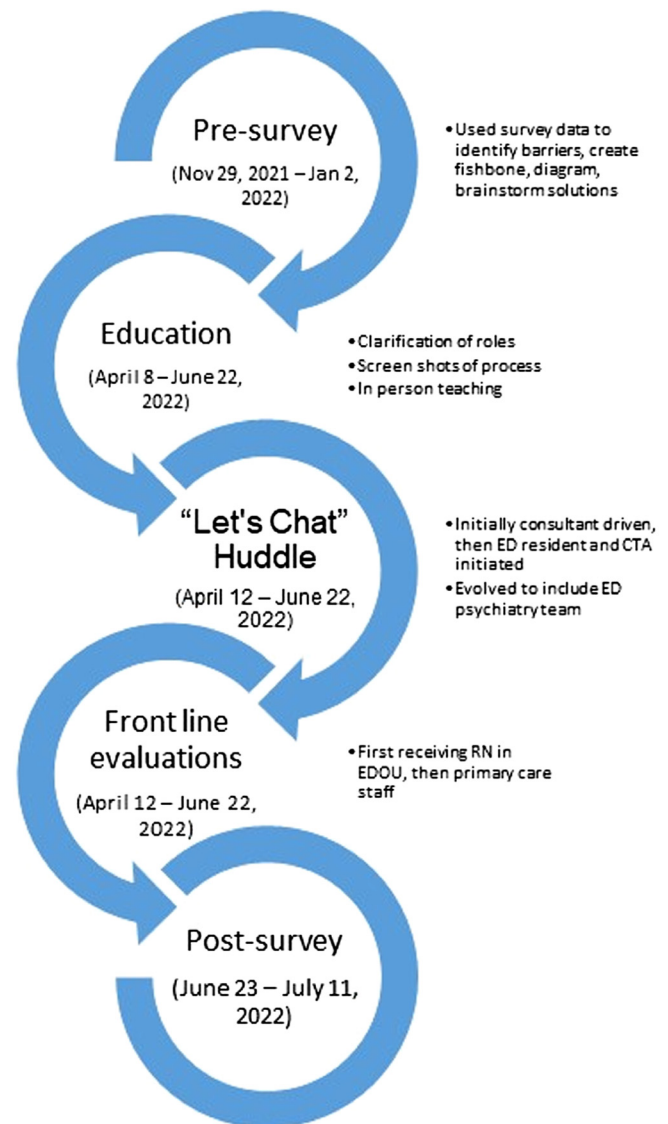 Pre-survey
(Nov 29, 2021 – Jan 2,
2022)
•Used survey data to
identify barriers, create
fishbone, diagram,
brainstorm solutions
Education
(April 8 – June 22,
2022)
•Clarification of roles
•Screen shots of process
•In person teaching
“Let's Chat”
Huddle
(April 12 – June 22,
2022)
•Initially consultant driven,
then ED resident and CTA
initiated
•Evolved to include ED
psychiatry team
Front line
evaluations
(April 12 – June 22,
2022)
•First receiving RN in
EDOU, then primary care
staff
Post-survey
(June 23 – July 11,
2022)